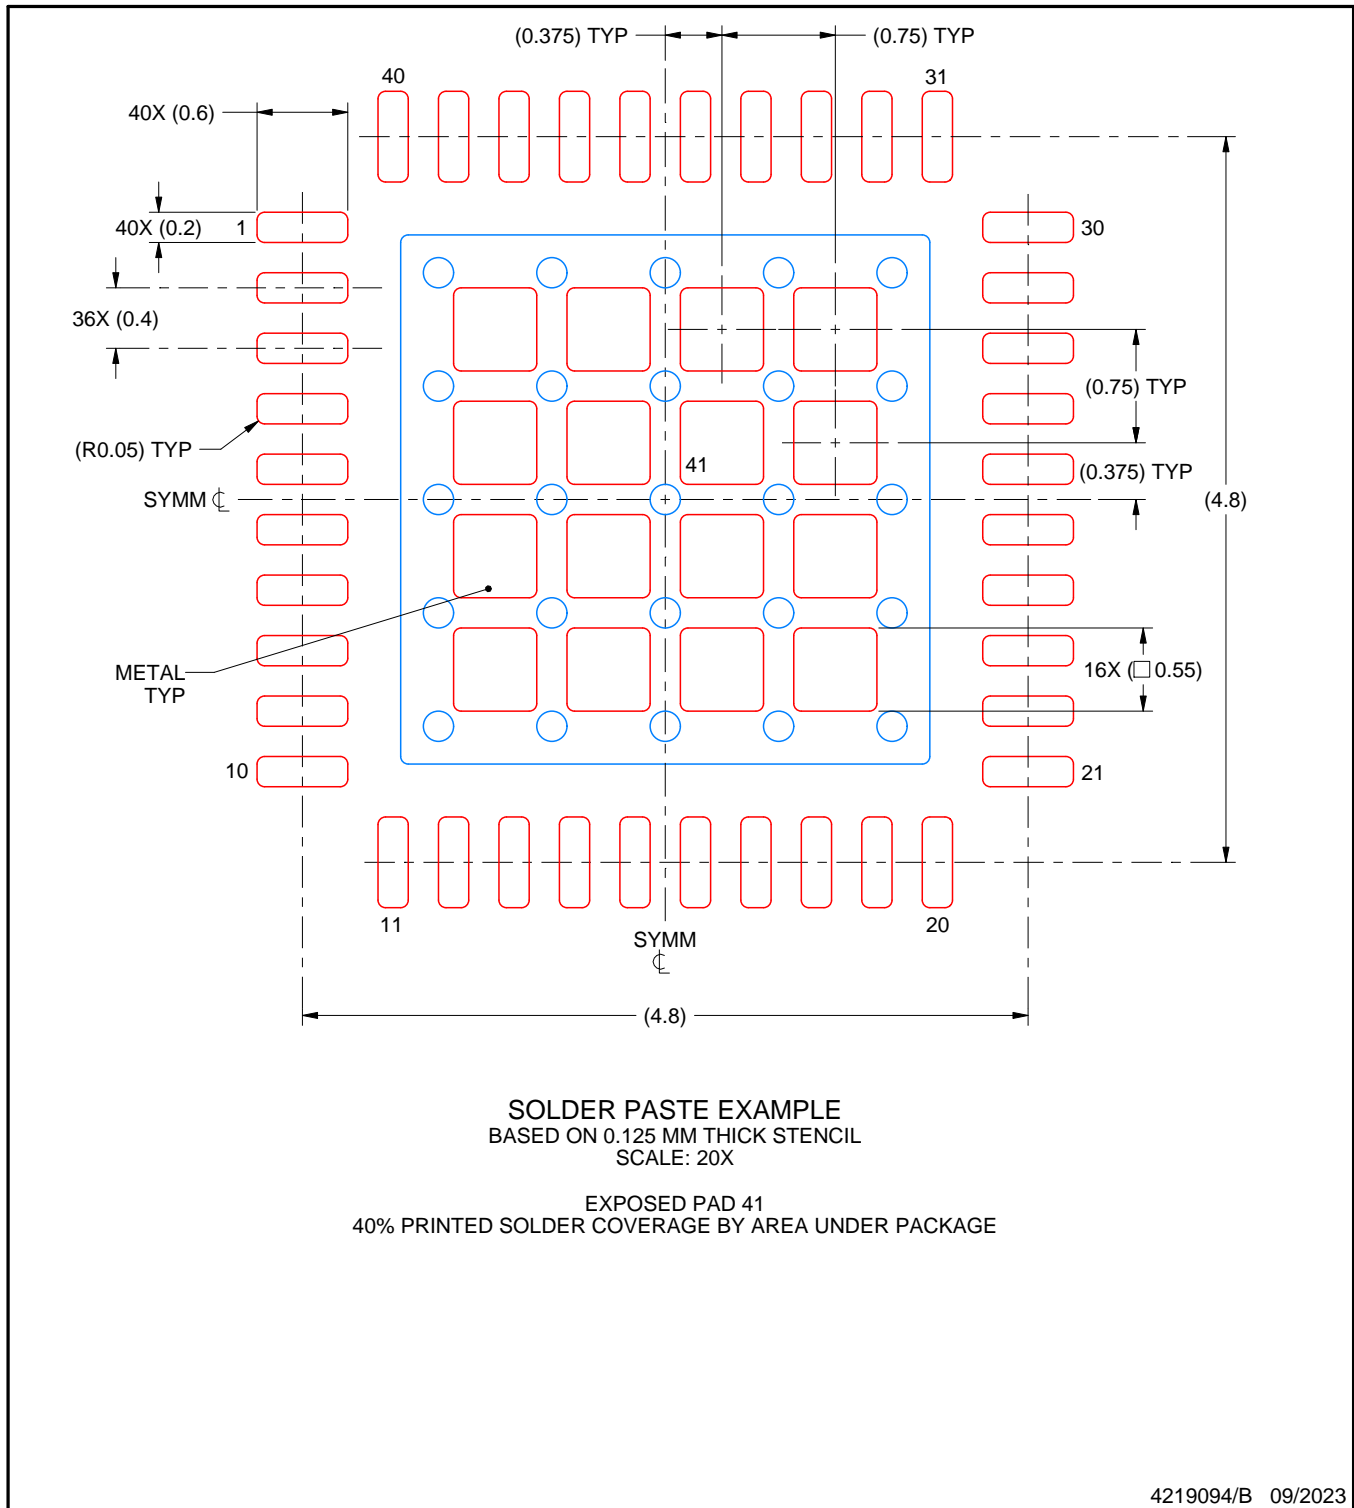 (0.375) TYP
(0.75) TYP
40
31
40X (0.6)
40X (0.2)
1
30
36X (0.4)
(0.75) TYP
(R0.05) TYP
41
(0.375) TYP
SYMM ℄
(4.8)
METAL
TYP
16X (□ 0.55)
10
21
11
20
SYMM
℄
(4.8)
SOLDER PASTE EXAMPLE
BASED ON 0.125 MM THICK STENCIL
SCALE: 20X
EXPOSED PAD 41
40% PRINTED SOLDER COVERAGE BY AREA UNDER PACKAGE
4219094/B 09/2023